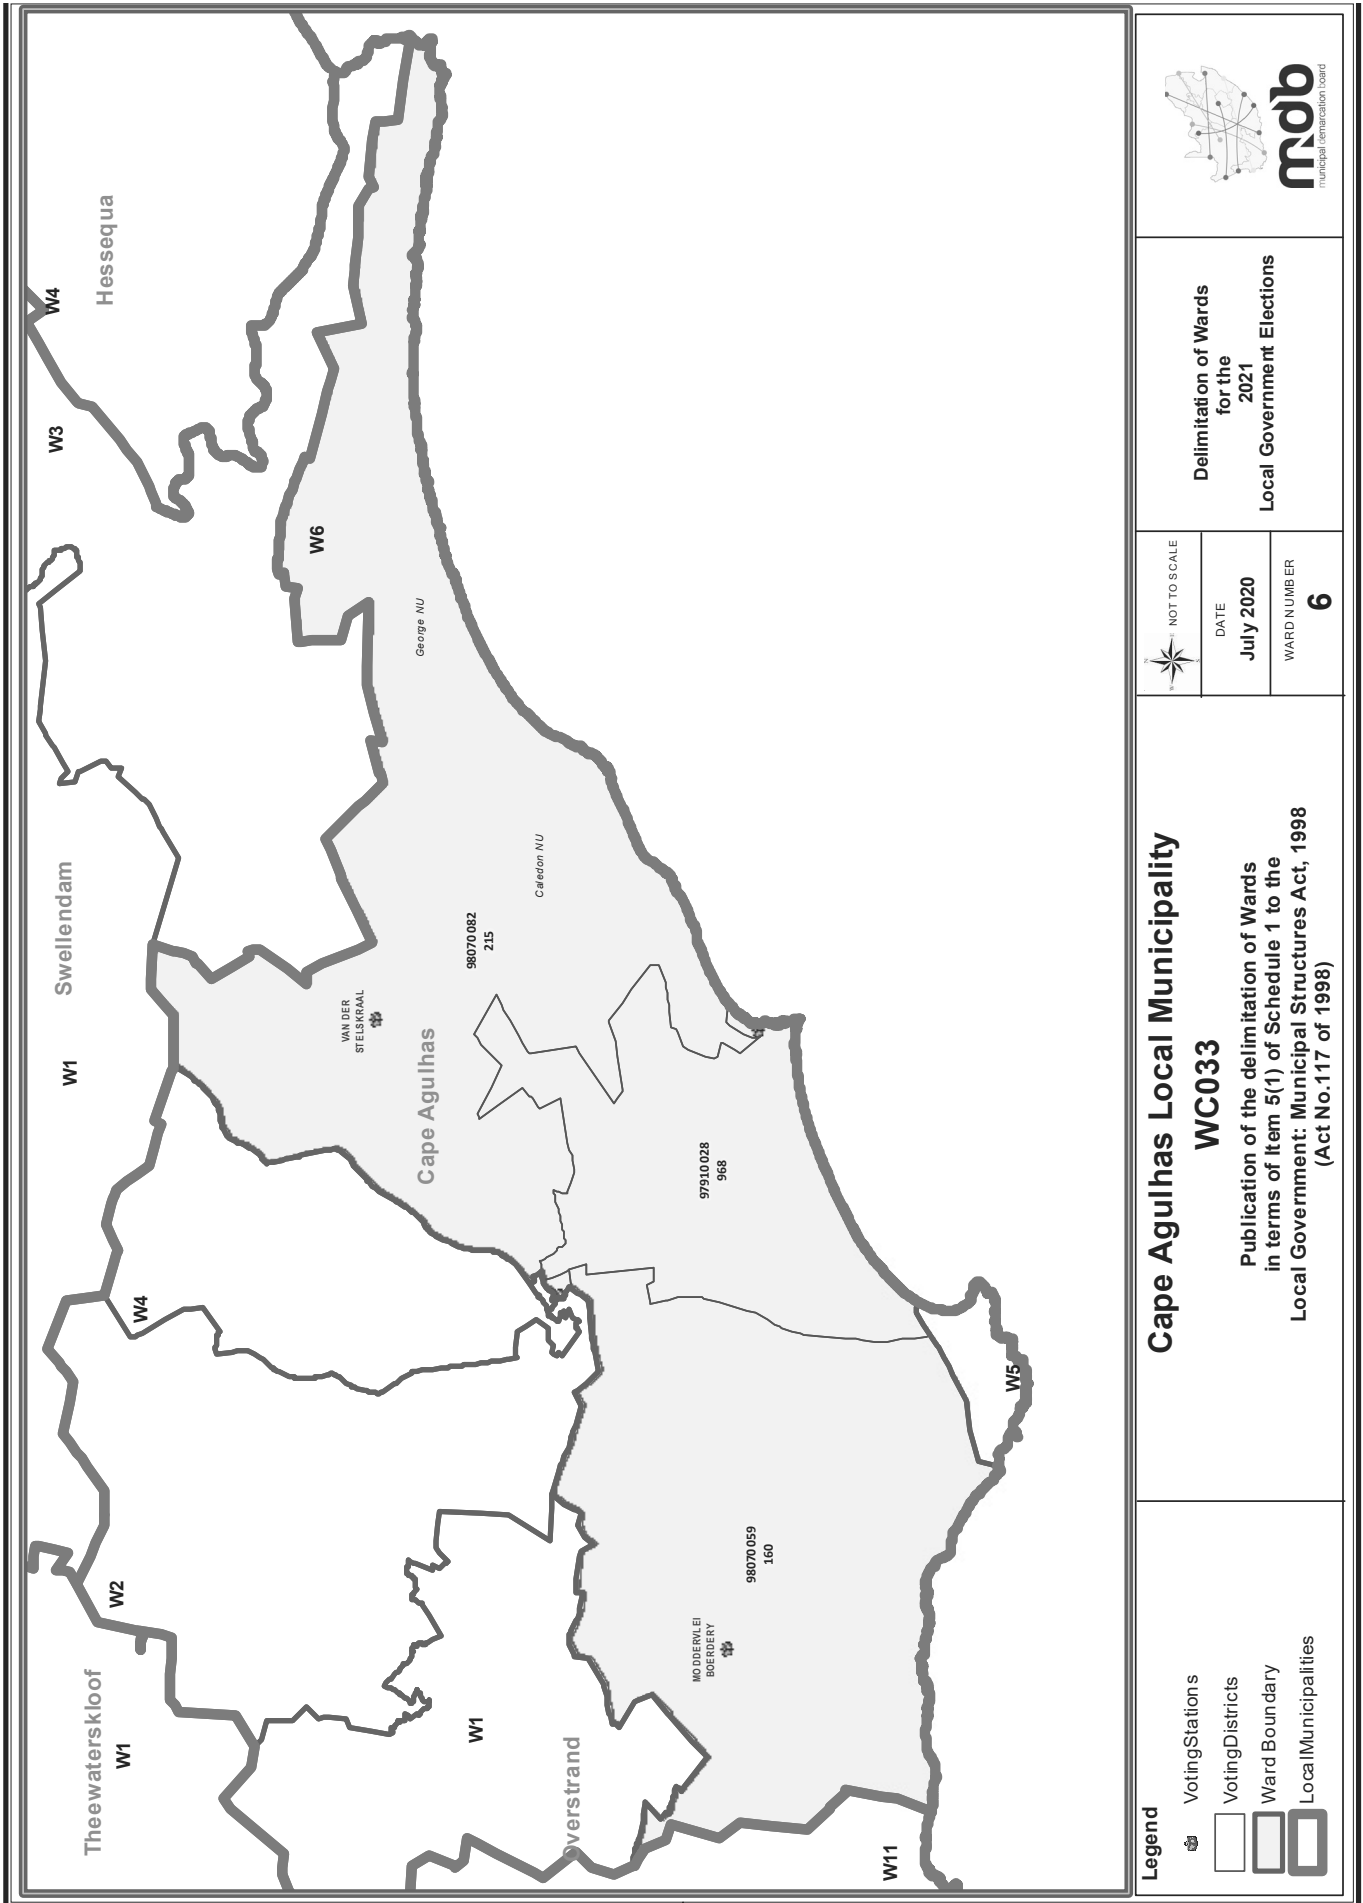 Hessequa
W4
W3
W6
George NU
Swellendam
Caledon NU
98070082
215
VAN DER
STELSKRAAL
Cape Agulhas
W1
97910028
968
W4
W5
98070059
160
W2
MODDERVLEI
BOERDERY
Theewaterskloof
W1
W1
Overstrand
W11
mdb
municipal demarcation board
Delimitation of Wards
for the
2021
Local Government Elections
N
E
S
W
NOT TO SCALE
DATE
July 2020
WARD NUMBER
6
Cape Agulhas Local Municipality
WC033
Publication of the delimitation of Wards
in terms of Item 5(1) of Schedule 1 to the
Local Government: Municipal Structures Act, 1998
(Act No.117 of 1998)
Legend
VotingStations
VotingDistricts
Ward Boundary
LocalMunicipalities